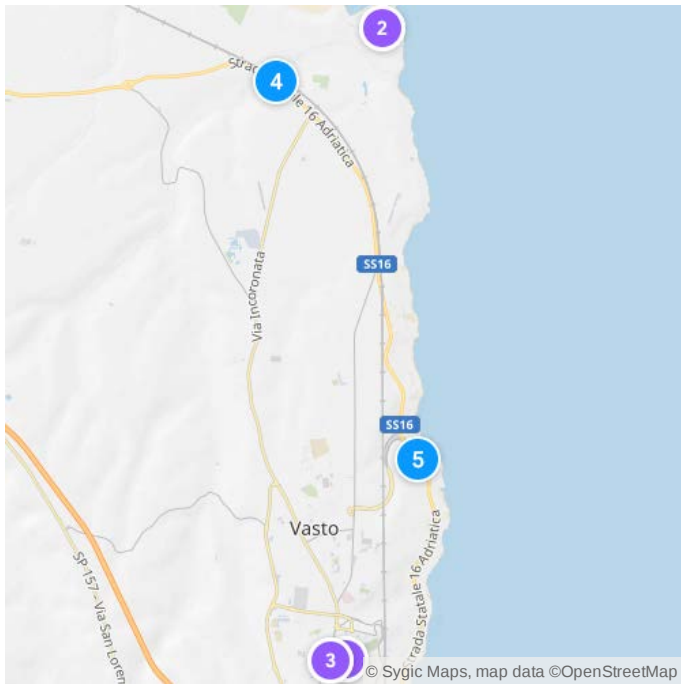 2
4
Strada Statale 16 Adriatica
SS16
Via Incoronata
SS16
5
Vasto
Strada Statale 16 Adriatica
SP-157 - Via San Loren
3
© Sygic Maps, map data ©OpenStreetMap